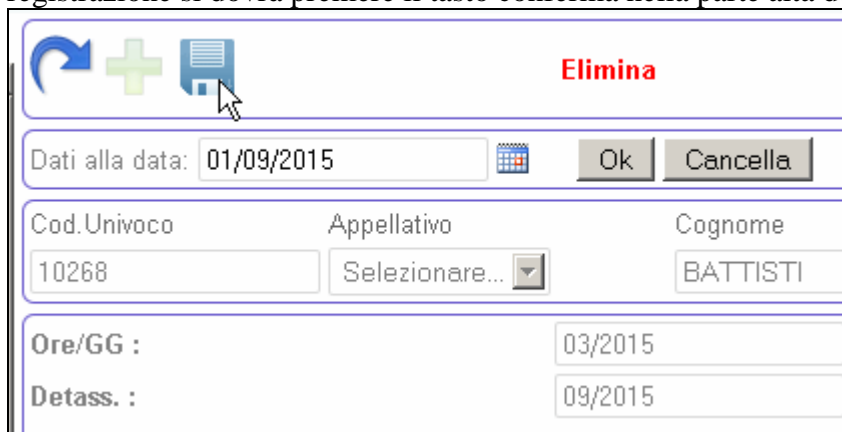 registrazione si dovrà premere il tasto conferma nella parte alta d
Elimina
Dati alla data: 01/09/2015 Ok Cancella
Cod.Univoco Appellativo Cognome
10268 Selezionare... BATTISTI
Ore/GG : 03/2015
Detass. : 09/2015